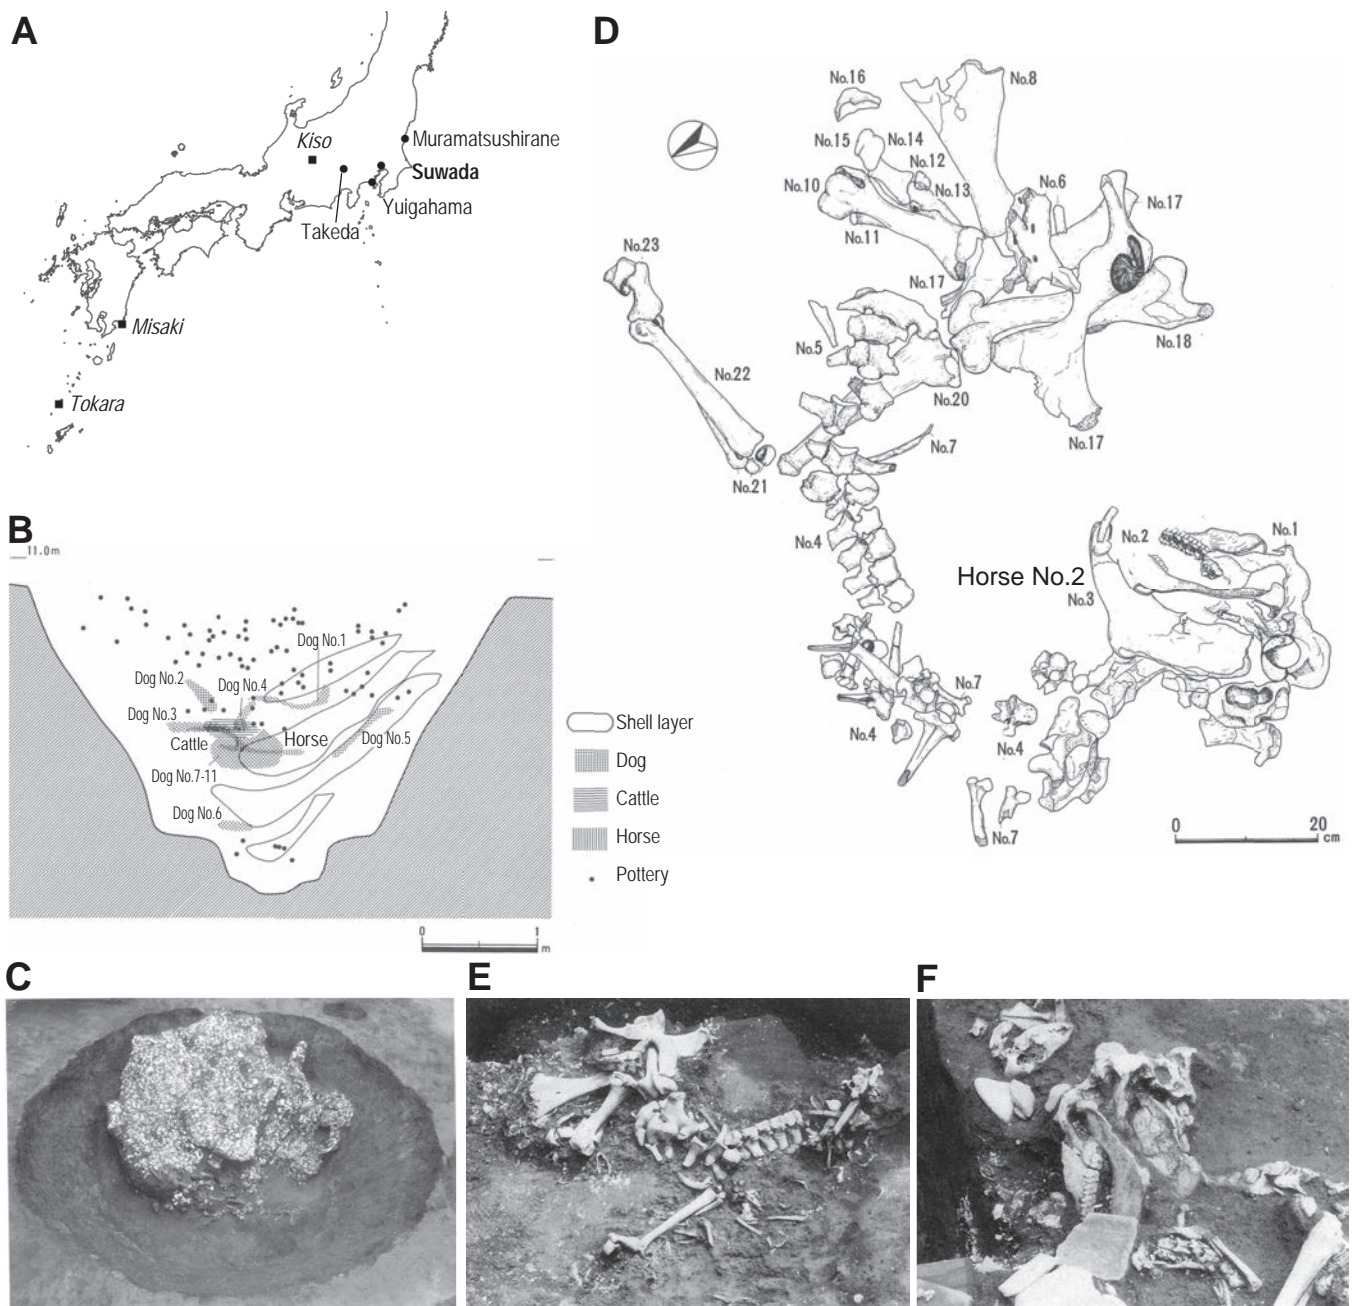 A
Kiso
Muramatsushirane
Suwada
Yuigahama
Takeda
Misaki
Tokara
B
11.0m
Dog No.1
Dog No.2
Dog No.4
Dog No.3
Cattle
Horse
Dog No.5
Dog No.7-11
Dog No.6
Shell layer
Dog
Cattle
Horse
Pottery
0 1
m
C
D
No.16
No.8
No.15
No.14
No.12
No.10
No.13
No.6
No.17
No.11
No.23
No.17
No.5
No.18
No.22
No.20
No.17
No.7
No.21
No.4
No.2
No.1
Horse No.2
No.3
No.7
No.4
No.4
No.7
0 20
cm
E
F